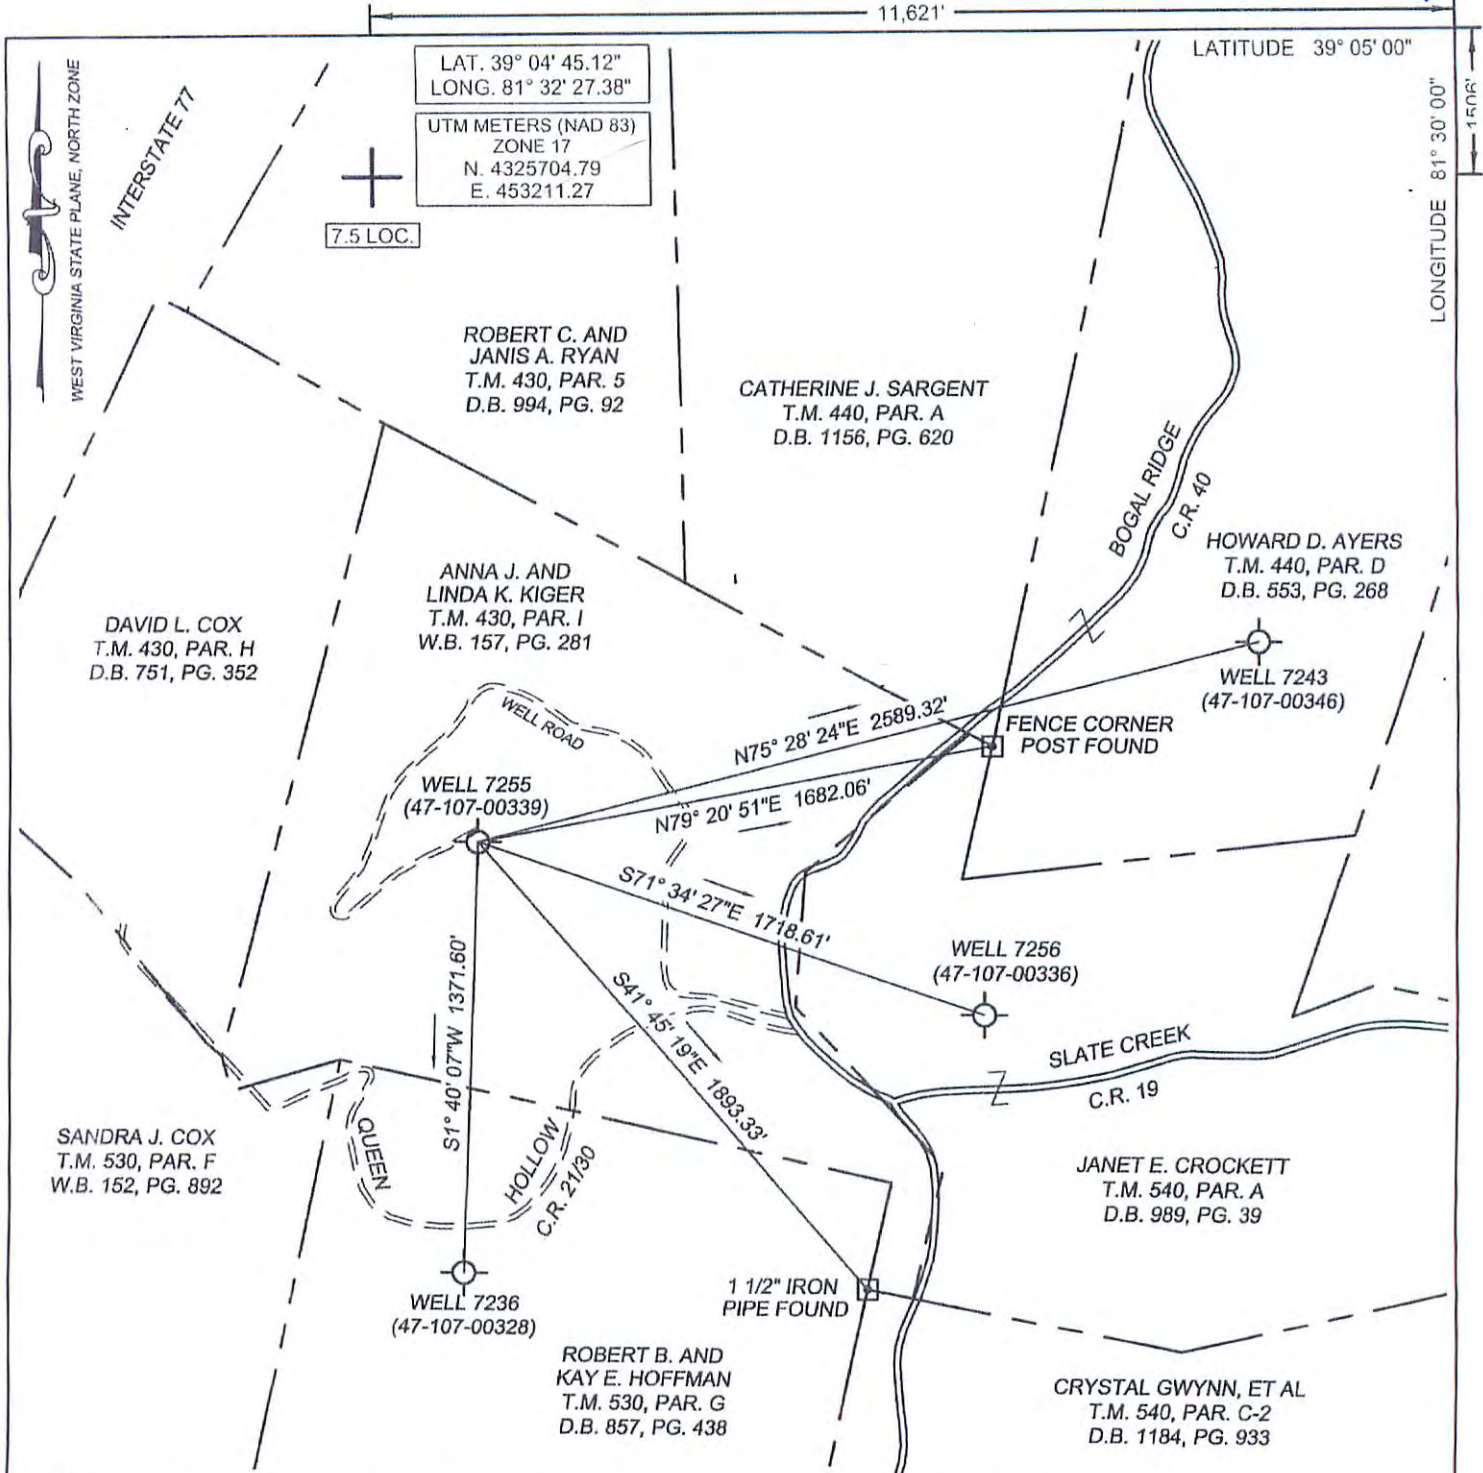 11,621'
LATITUDE 39° 05' 00"
1506'
LONGITUDE 81° 30' 00"
LAT. 39° 04' 45.12"
LONG. 81° 32' 27.38"
UTM METERS (NAD 83)
ZONE 17
N. 4325704.79
E. 453211.27
7.5 LOC.
WEST VIRGINIA STATE PLANE, NORTH ZONE
INTERSTATE 77
ROBERT C. AND
JANIS A. RYAN
T.M. 430, PAR. 5
D.B. 994, PG. 92
CATHERINE J. SARGENT
T.M. 440, PAR. A
D.B. 1156, PG. 620
BOGAL RIDGE
C.R. 40
HOWARD D. AYERS
T.M. 440, PAR. D
D.B. 553, PG. 268
ANNA J. AND
LINDA K. KIGER
T.M. 430, PAR. I
W.B. 157, PG. 281
DAVID L. COX
T.M. 430, PAR. H
D.B. 751, PG. 352
WELL 7243
(47-107-00346)
WELL ROAD
N75° 28' 24"E 2589.32'
FENCE CORNER
POST FOUND
WELL 7255
(47-107-00339)
N79° 20' 51"E 1682.06'
S71° 34' 27"E 1718.61'
WELL 7256
(47-107-00336)
S1° 40' 07"W 1371.60'
S41° 45' 19"E 1893.33'
SLATE CREEK
C.R. 19
SANDRA J. COX
T.M. 530, PAR. F
W.B. 152, PG. 892
QUEEN
HOLLOW
C.R. 21/30
JANET E. CROCKETT
T.M. 540, PAR. A
D.B. 989, PG. 39
WELL 7236
(47-107-00328)
1 1/2" IRON
PIPE FOUND
ROBERT B. AND
KAY E. HOFFMAN
T.M. 530, PAR. G
D.B. 857, PG. 438
CRYSTAL GWYNN, ET AL
T.M. 540, PAR. C-2
D.B. 1184, PG. 933